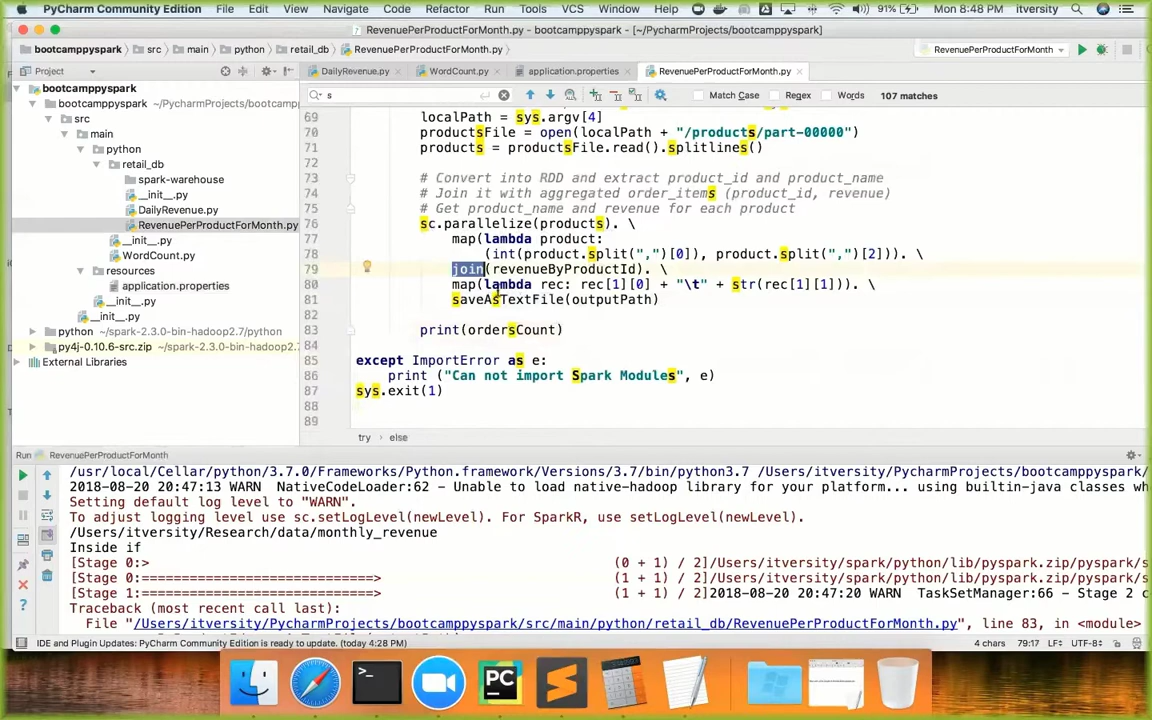 PyCharm Community Edition File Edit View Navigate Code Refactor Run Tools VCS Window Help 91% Mon 8:48 PM itversity
RevenuePerProductForMonth.py - bootcamppyspark - [~/PycharmProjects/bootcamppyspark]
bootcamppyspark src main python retail_db RevenuePerProductForMonth.py RevenuePerProductForMonth
Project DailyRevenue.py WordCount.py application.properties RevenuePerProductForMonth.py
s Match Case Regex Words 107 matches
bootcamppyspark
bootcamppyspark ~/PycharmProjects/bootcamp
src
main
python
retail_db
spark-warehouse
__init__.py
DailyRevenue.py
RevenuePerProductForMonth.py
__init__.py
WordCount.py
resources
application.properties
__init__.py
__init__.py
python ~/spark-2.3.0-bin-hadoop2.7/python
py4j-0.10.6-src.zip ~/spark-2.3.0-bin-hadoop2.7
External Libraries
69 localPath = sys.argv[4]
70 productsFile = open(localPath + "/products/part-00000")
71 products = productsFile.read().splitlines()
72
73 # Convert into RDD and extract product_id and product_name
74 # Join it with aggregated order_items (product_id, revenue)
75 # Get product_name and revenue for each product
76 sc.parallelize(products). \
77 map(lambda product:
78 (int(product.split(",")[0]), product.split(",")[2])). \
79 join(revenueByProductId). \
80 map(lambda rec: rec[1][0] + "\t" + str(rec[1][1])). \
81 saveAsTextFile(outputPath)
82
83 print(ordersCount)
84
85 except ImportError as e:
86 print ("Can not import Spark Modules", e)
87 sys.exit(1)
88
89
try else
Run RevenuePerProductForMonth
/usr/local/Cellar/python/3.7.0/Frameworks/Python.framework/Versions/3.7/bin/python3.7 /Users/itversity/PycharmProjects/bootcamppyspark/
2018-08-20 20:47:13 WARN NativeCodeLoader:62 - Unable to load native-hadoop library for your platform... using builtin-java classes wh
Setting default log level to "WARN".
To adjust logging level use sc.setLogLevel(newLevel). For SparkR, use setLogLevel(newLevel).
/Users/itversity/Research/data/monthly_revenue
Inside if
[Stage 0:> (0 + 1) / 2]/Users/itversity/spark/python/lib/pyspark.zip/pyspark/s
[Stage 0:=============================> (1 + 1) / 2]/Users/itversity/spark/python/lib/pyspark.zip/pyspark/s
[Stage 1:=============================> (1 + 1) / 2]2018-08-20 20:47:20 WARN TaskSetManager:66 - Stage 2 c
Traceback (most recent call last):
File "/Users/itversity/PycharmProjects/bootcamppyspark/src/main/python/retail_db/RevenuePerProductForMonth.py", line 83, in <module>
IDE and Plugin Updates: PyCharm Community Edition is ready to update. (today 4:28 PM) 4 chars 79:17 LF÷ UTF-8÷
PC